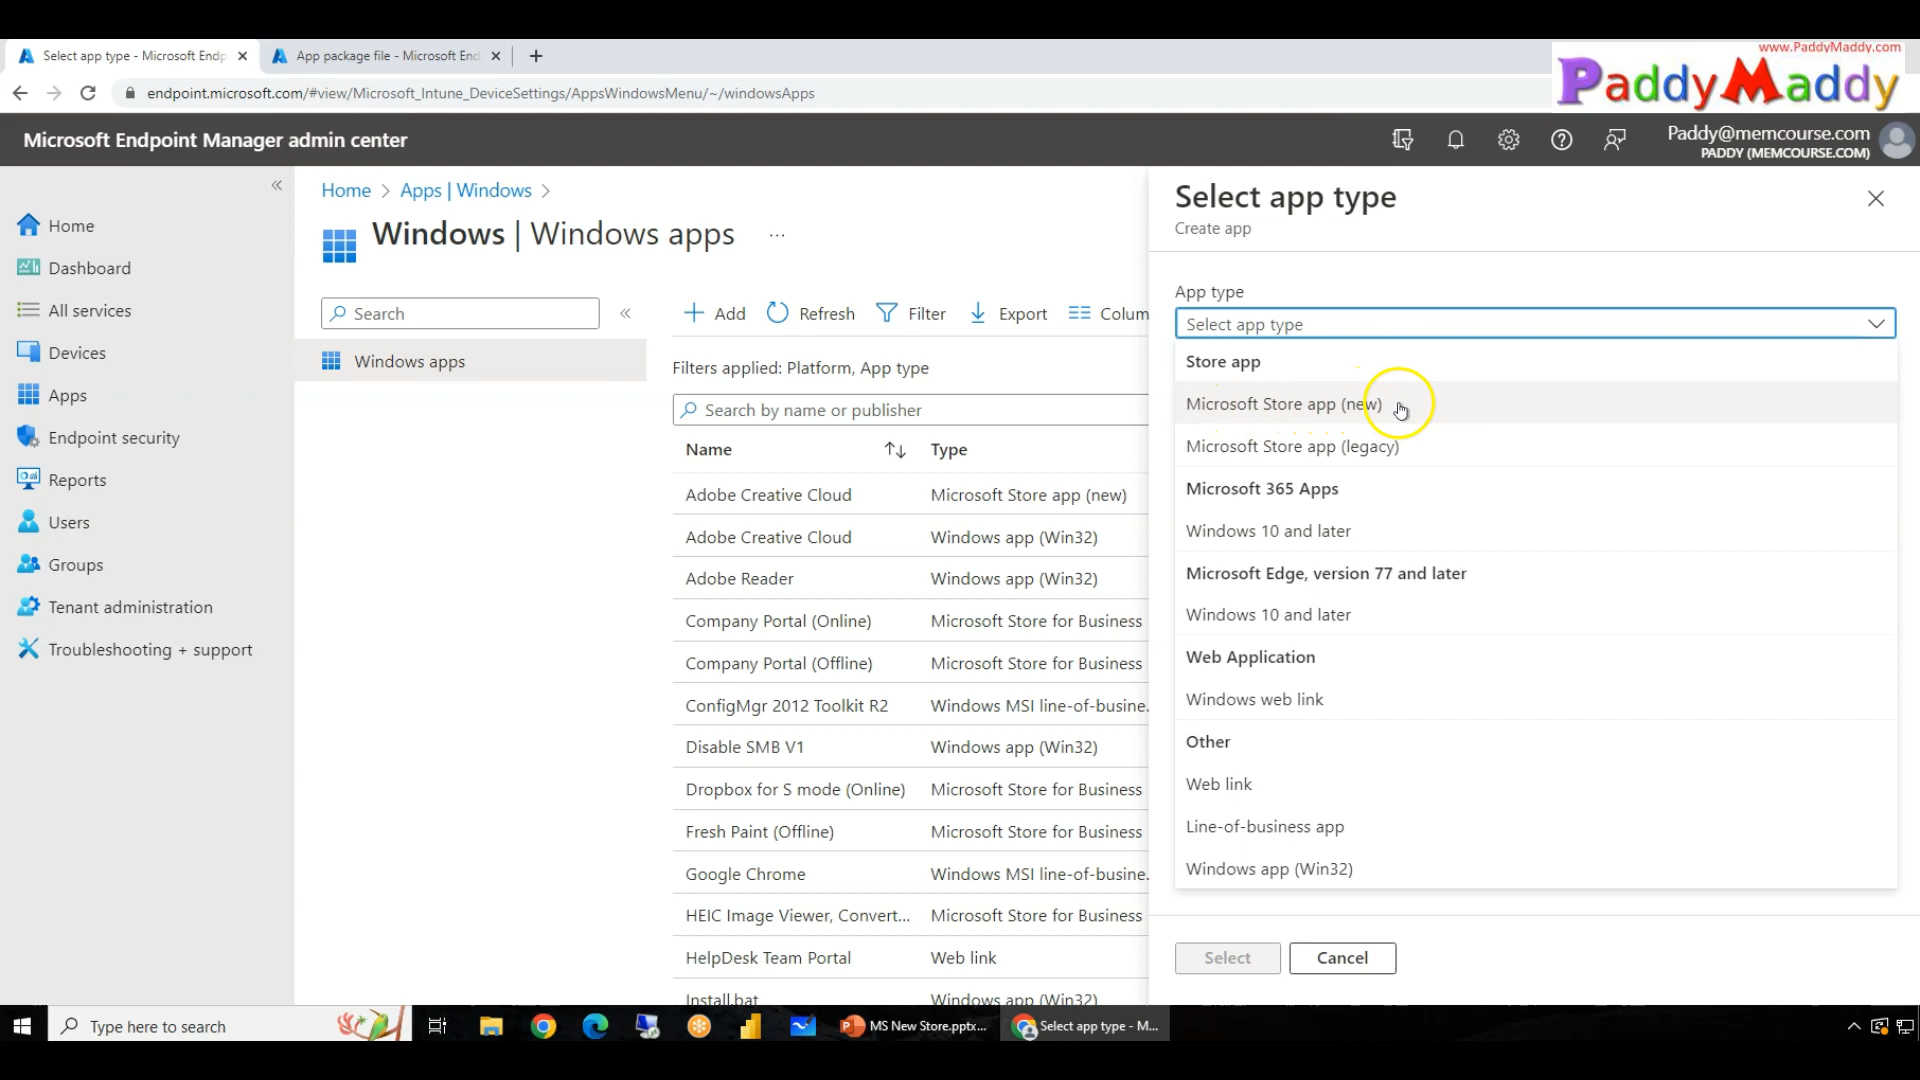 www.PaddyMaddy.com
PaddyMaddy
Select app type - Microsoft Endp
App package file - Microsoft End
endpoint.microsoft.com/#view/Microsoft_Intune_DeviceSettings/AppsWindowsMenu/~/windowsApps
Microsoft Endpoint Manager admin center
Paddy@memcourse.com
PADDY (MEMCOURSE.COM)
Home
Dashboard
All services
Devices
Apps
Endpoint security
Reports
Users
Groups
Tenant administration
Troubleshooting + support
Home > Apps | Windows >
Windows | Windows apps ...
Search
Windows apps
Add Refresh Filter Export Colum
Filters applied: Platform, App type
Search by name or publisher
Name Type
Adobe Creative Cloud Microsoft Store app (new)
Adobe Creative Cloud Windows app (Win32)
Adobe Reader Windows app (Win32)
Company Portal (Online) Microsoft Store for Business
Company Portal (Offline) Microsoft Store for Business
ConfigMgr 2012 Toolkit R2 Windows MSI line-of-busine.
Disable SMB V1 Windows app (Win32)
Dropbox for S mode (Online) Microsoft Store for Business
Fresh Paint (Offline) Microsoft Store for Business
Google Chrome Windows MSI line-of-busine.
HEIC Image Viewer, Convert... Microsoft Store for Business
HelpDesk Team Portal Web link
Install.bat Windows app (Win32)
Select app type
Create app
App type
Select app type
Store app
Microsoft Store app (new)
Microsoft Store app (legacy)
Microsoft 365 Apps
Windows 10 and later
Microsoft Edge, version 77 and later
Windows 10 and later
Web Application
Windows web link
Other
Web link
Line-of-business app
Windows app (Win32)
Select Cancel
Type here to search
MS New Store.pptx...
Select app type - M...